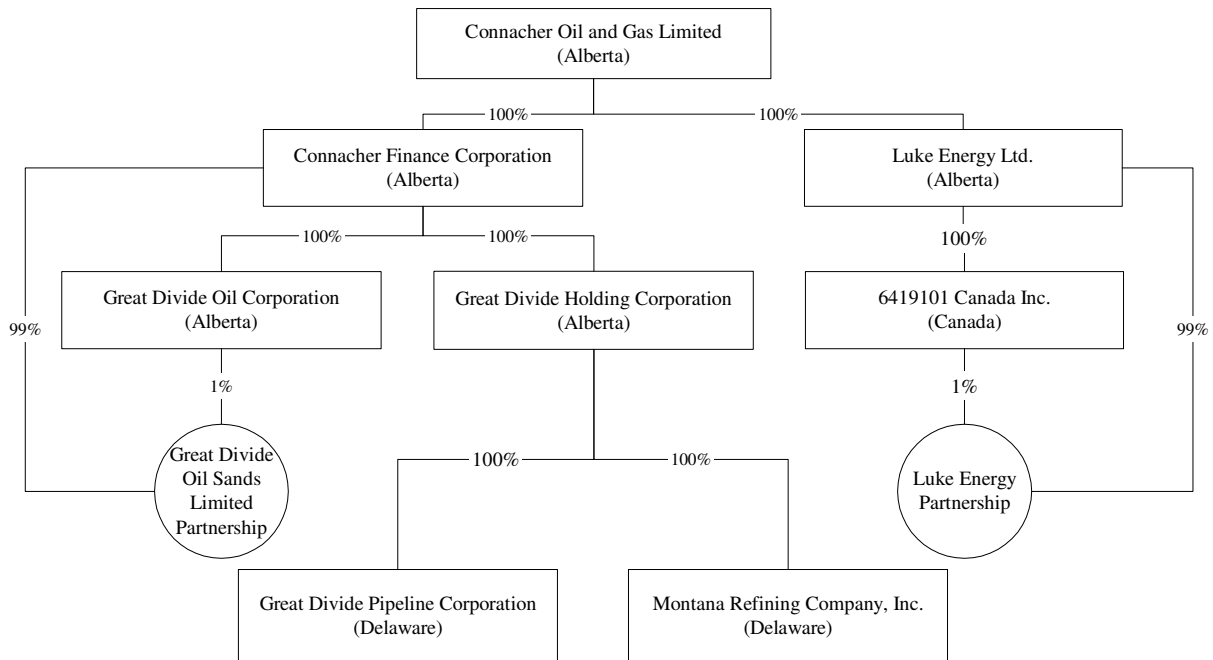 Connacher Oil and Gas Limited
(Alberta)
100%
100%
Connacher Finance Corporation
(Alberta)
Luke Energy Ltd.
(Alberta)
100%
100%
100%
Great Divide Oil Corporation
(Alberta)
Great Divide Holding Corporation
(Alberta)
6419101 Canada Inc.
(Canada)
99%
99%
1%
1%
Great Divide
Oil Sands
Limited
Partnership
100%
100%
Luke Energy
Partnership
Great Divide Pipeline Corporation
(Delaware)
Montana Refining Company, Inc.
(Delaware)